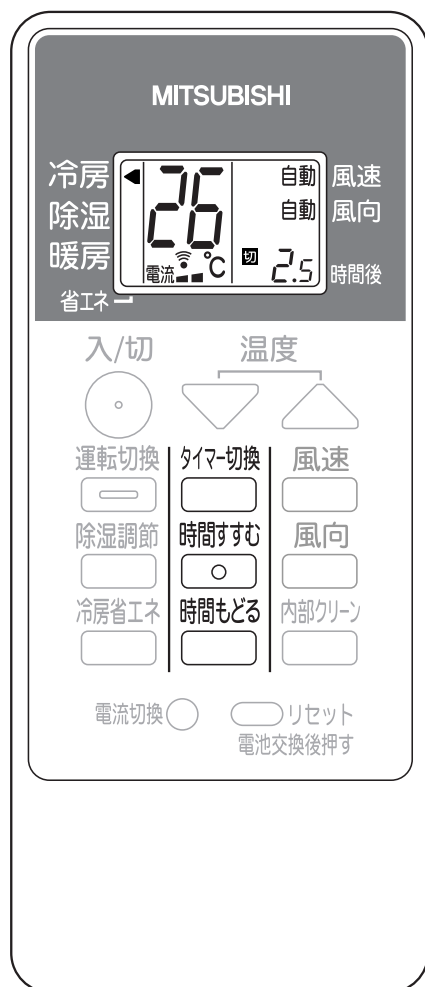 MITSUBISHI
冷房 26 自動 風速
除湿 自動 風向
暖房 電流 ℃ 切 2.5 時間後
省エネ
入/切 温度
運転切換 タイマー切換 風速
除湿調節 時間すすむ 風向
冷房省エネ 時間もどる 内部クリーン
電流切換 リセット
電池交換後押す